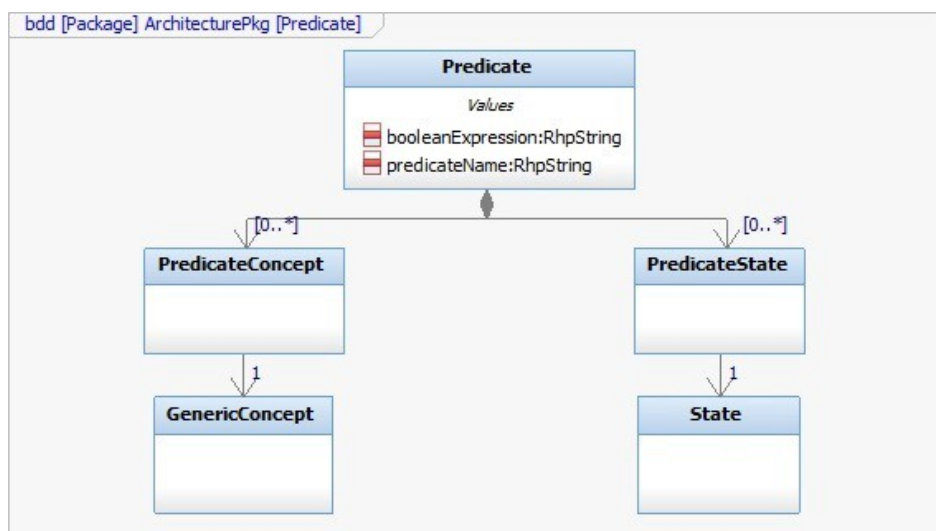 bdd [Package] ArchitecturePkg [Predicate]
Predicate
Values
booleanExpression:RhpString
predicateName:RhpString
[0..*] [0..*]
PredicateConcept PredicateState
1 1
GenericConcept State